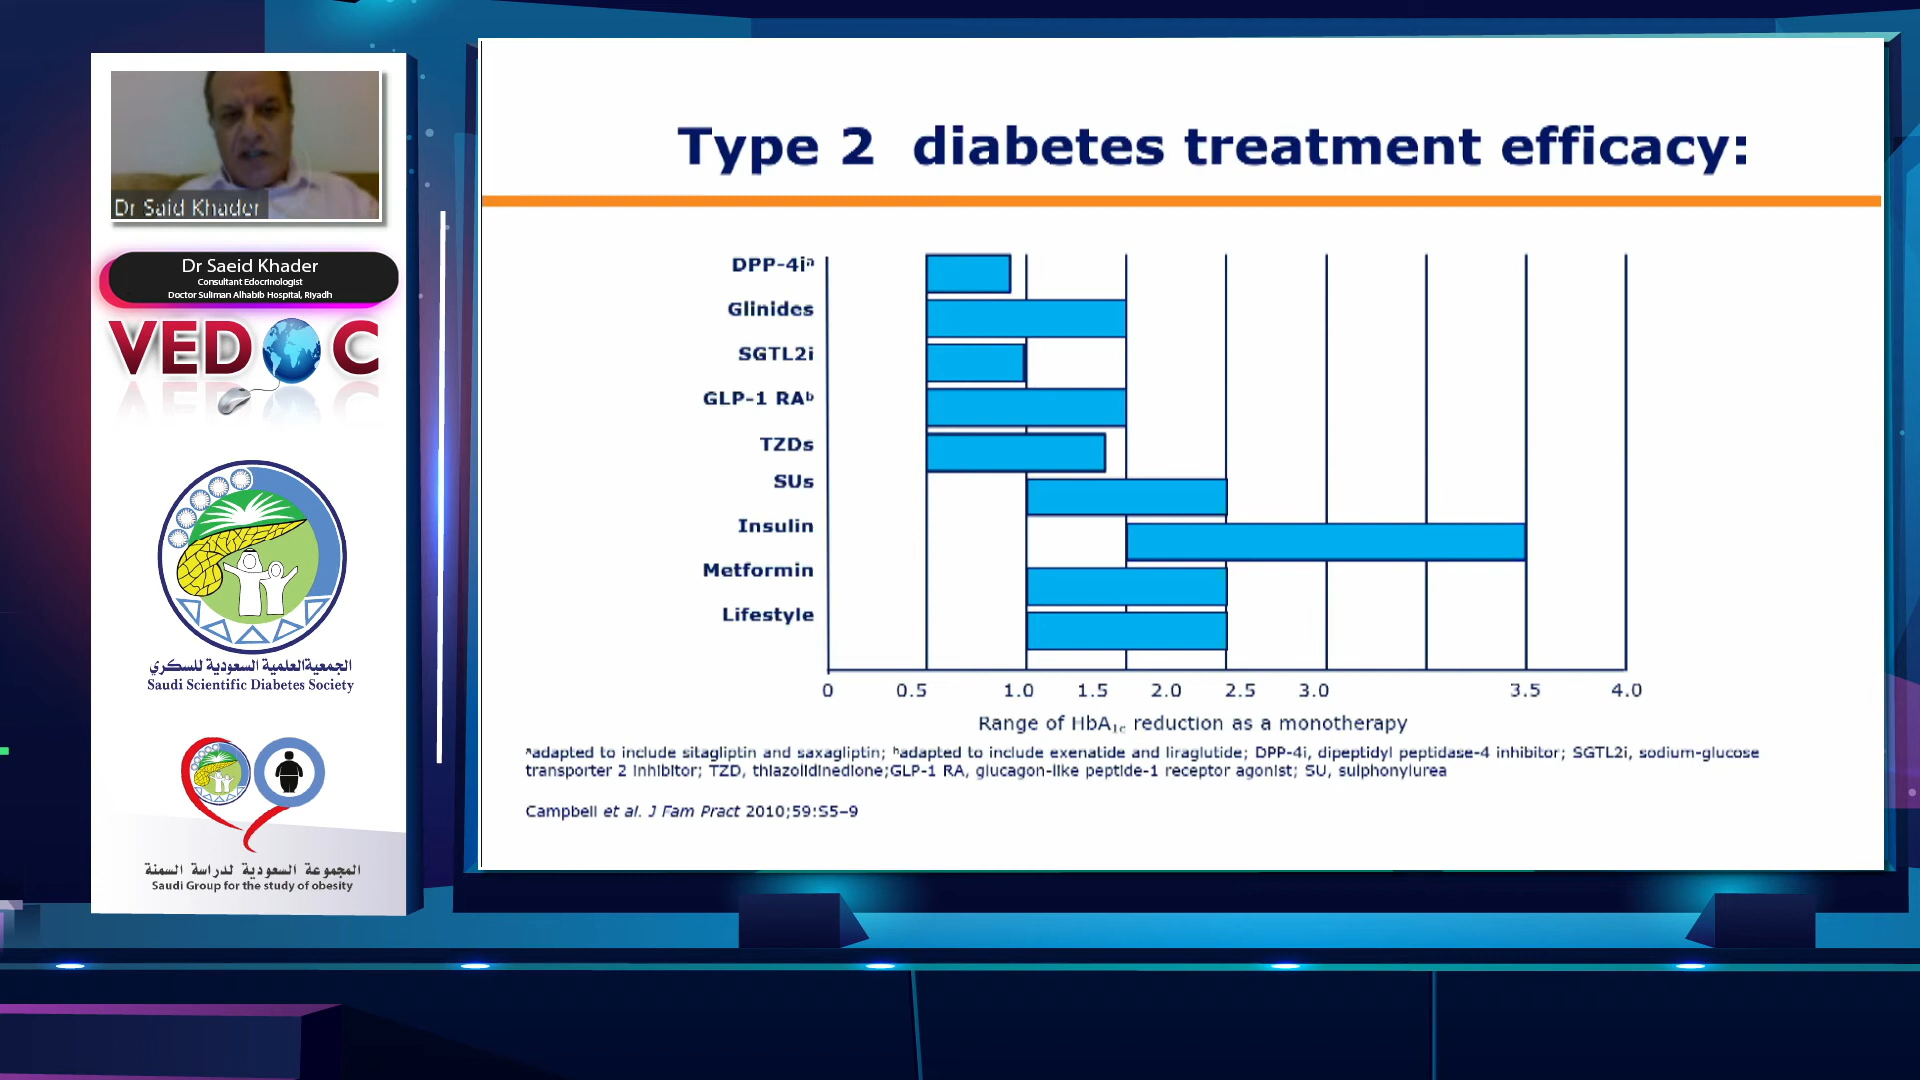 Dr Said Khader
Dr Saeid Khader
Consultant Edocrinologist
Doctor Suliman Alhabib Hospital, Riyadh
VEDOC
الجمعية العلمية السعودية للسكري
Saudi Scientific Diabetes Society
المجموعة السعودية لدراسة السمنة
Saudi Group for the study of obesity
Type 2 diabetes treatment efficacy:
DPP-4iᵃ
Glinides
SGTL2i
GLP-1 RAᵇ
TZDs
SUs
Insulin
Metformin
Lifestyle
0 0.5 1.0 1.5 2.0 2.5 3.0 3.5 4.0
Range of HbA₁c reduction as a monotherapy
ᵃadapted to include sitagliptin and saxagliptin; ᵇadapted to include exenatide and liraglutide; DPP-4i, dipeptidyl peptidase-4 inhibitor; SGTL2i, sodium-glucose
transporter 2 inhibitor; TZD, thiazolidinedione;GLP-1 RA, glucagon-like peptide-1 receptor agonist; SU, sulphonylurea
Campbell et al. J Fam Pract 2010;59:S5–9